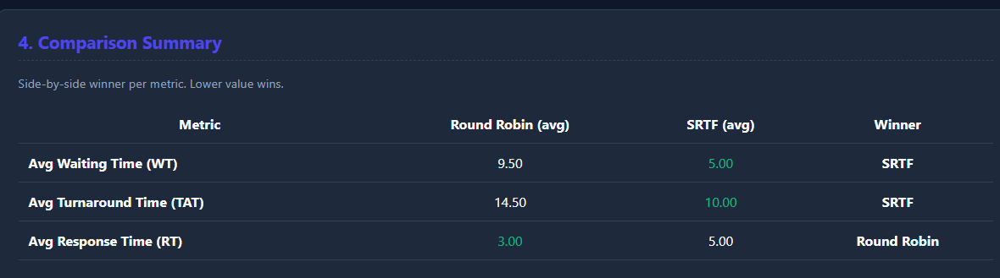 4. Comparison Summary
Side-by-side winner per metric. Lower value wins.
Metric Round Robin (avg) SRTF (avg) Winner
Avg Waiting Time (WT) 9.50 5.00 SRTF
Avg Turnaround Time (TAT) 14.50 10.00 SRTF
Avg Response Time (RT) 3.00 5.00 Round Robin